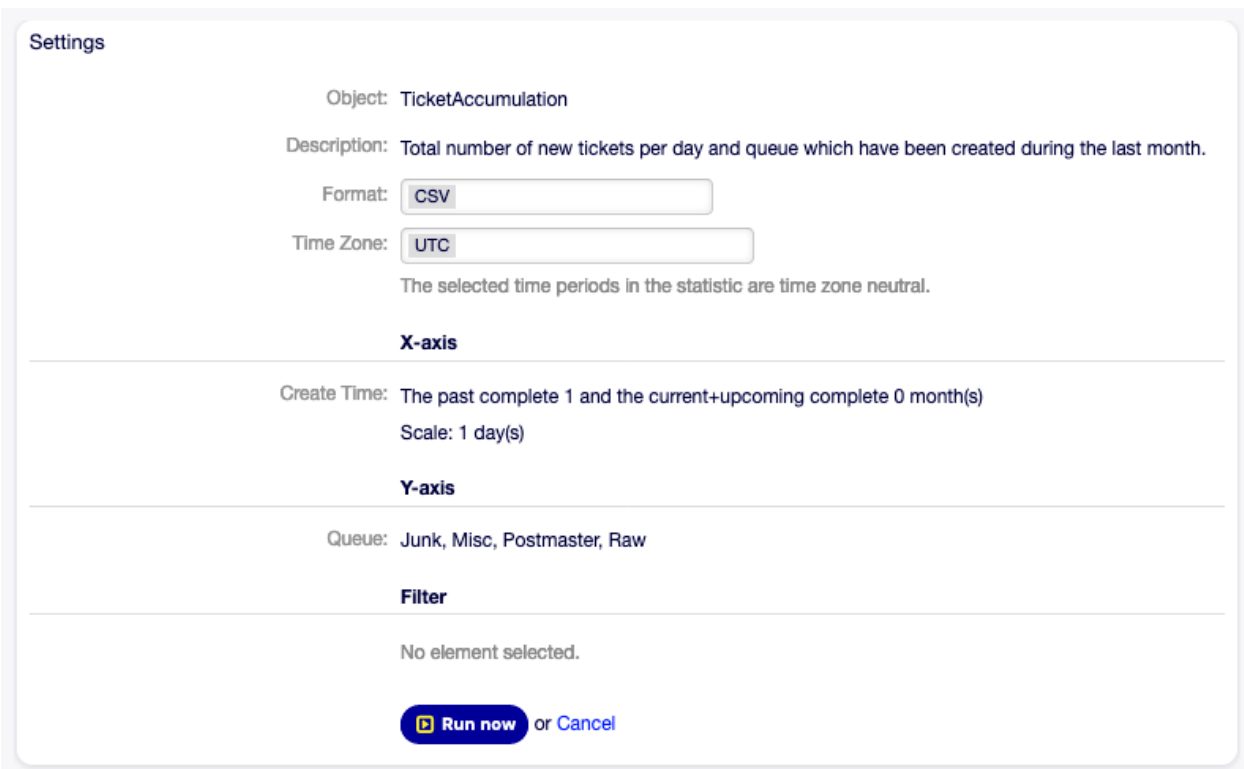 Settings
Object: TicketAccumulation
Description: Total number of new tickets per day and queue which have been created during the last month.
Format: CSV
Time Zone: UTC
The selected time periods in the statistic are time zone neutral.
X-axis
Create Time: The past complete 1 and the current+upcoming complete 0 month(s)
Scale: 1 day(s)
Y-axis
Queue: Junk, Misc, Postmaster, Raw
Filter
No element selected.
Run now or Cancel